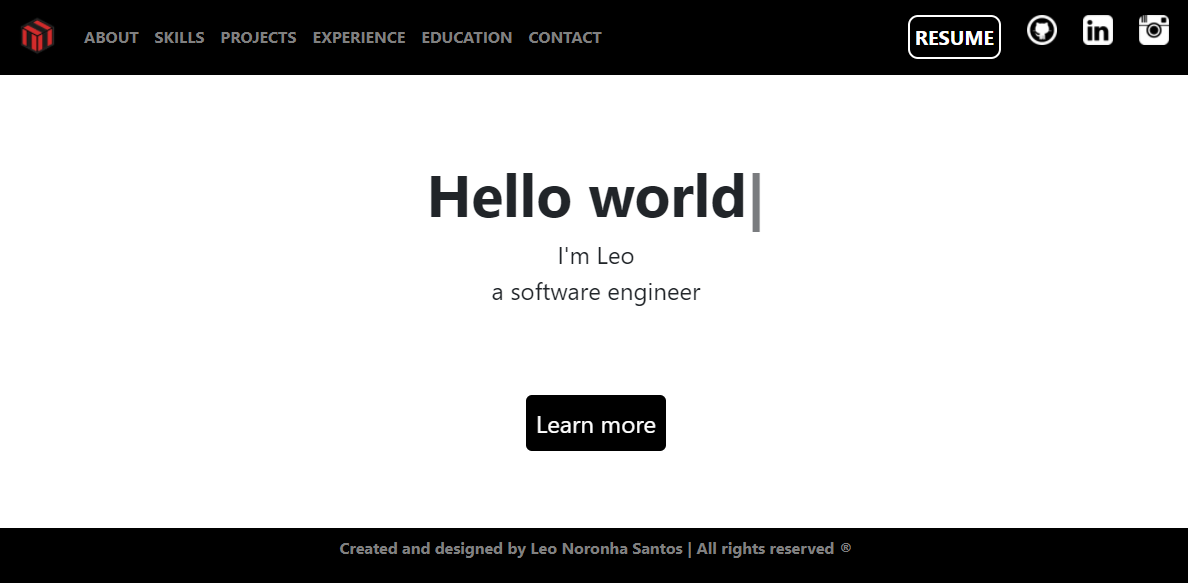 ABOUT SKILLS PROJECTS EXPERIENCE EDUCATION CONTACT RESUME in
Hello world|
I'm Leo
a software engineer
Learn more
Created and designed by Leo Noronha Santos | All rights reserved ®